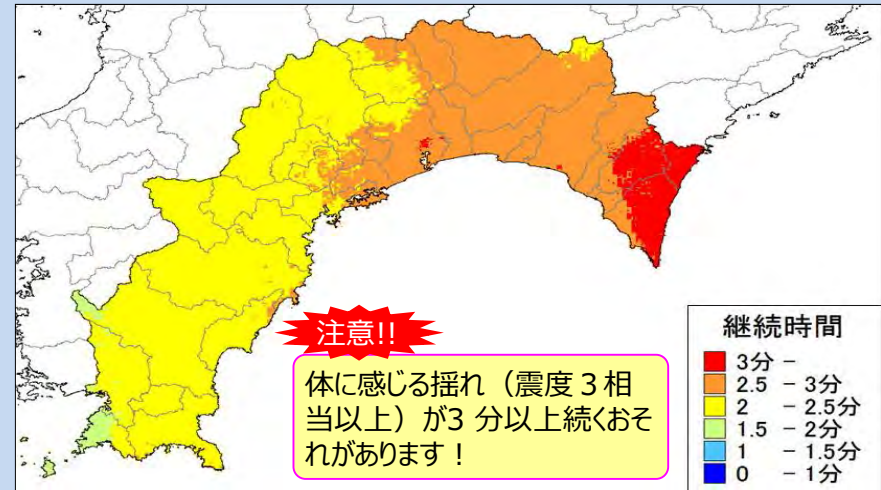 注意!!
体に感じる揺れ（震度３相
当以上）が3 分以上続くおそ
れがあります！
継続時間
3分 -
2.5 - 3分
2 - 2.5分
1.5 - 2分
1 - 1.5分
0 - 1分